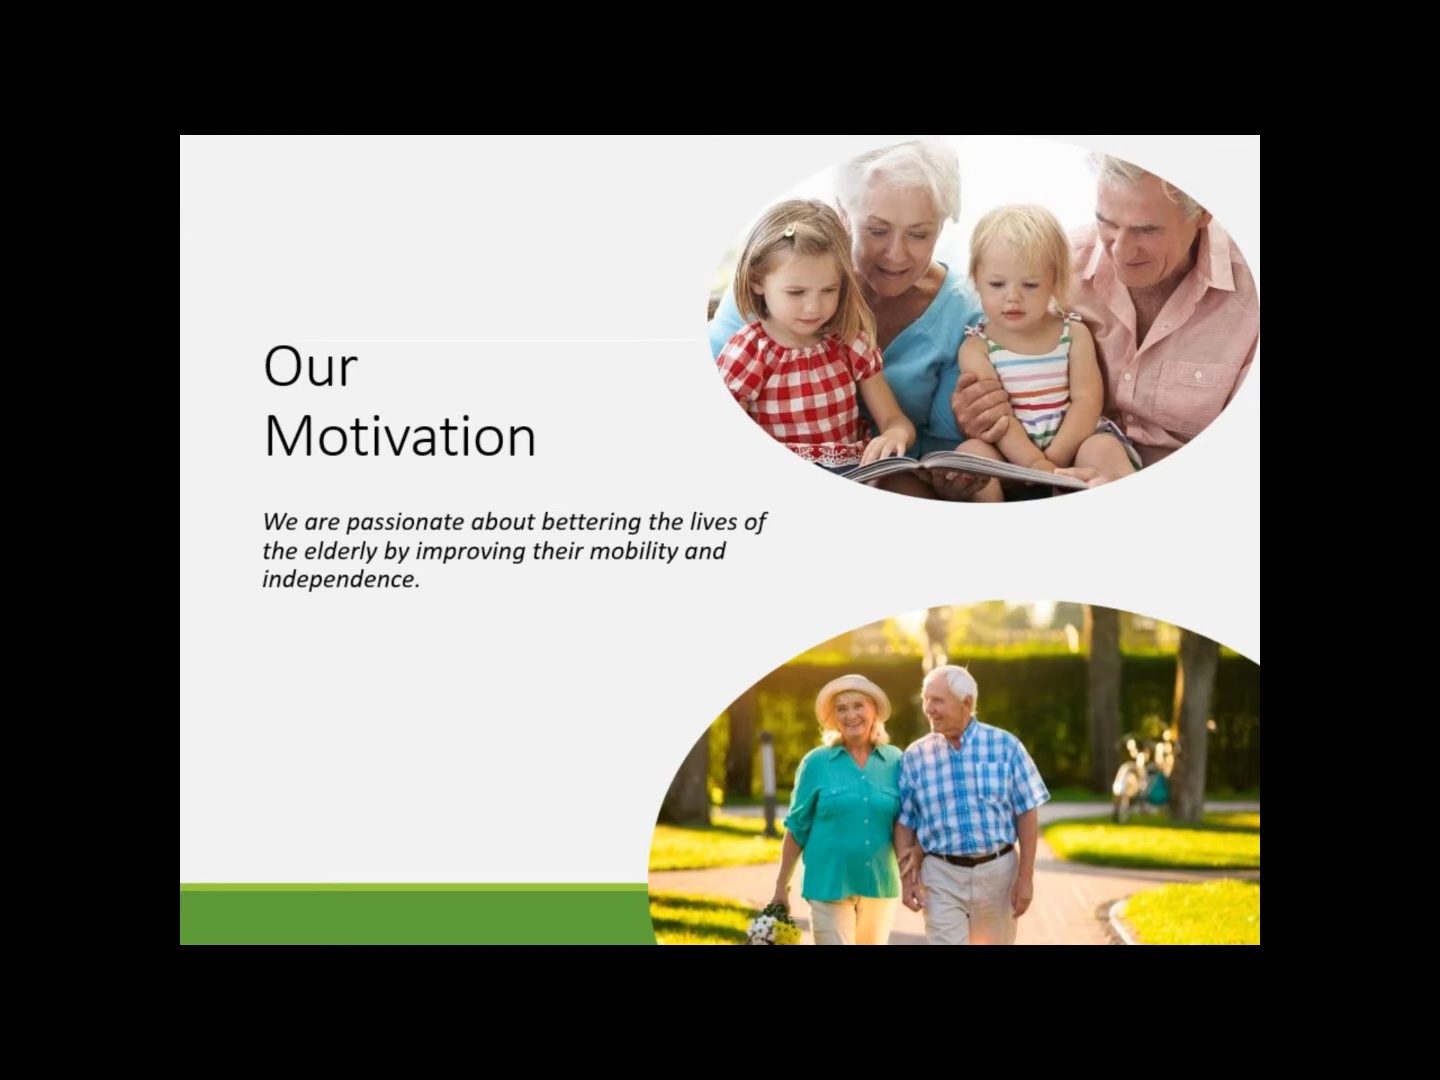 Our
Motivation
We are passionate about bettering the lives of
the elderly by improving their mobility and
independence.